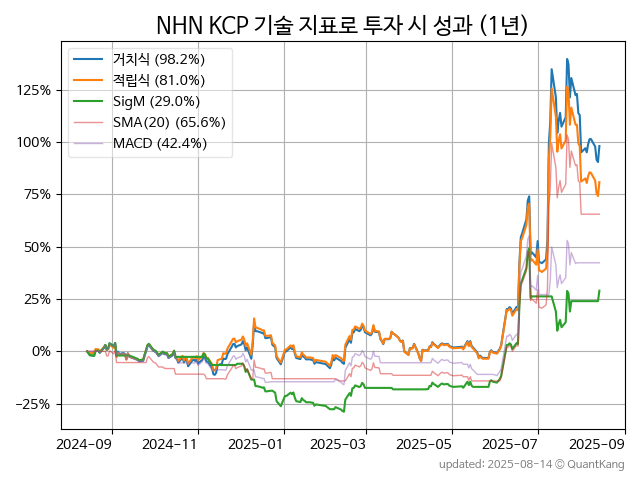 NHN KCP 기술 지표로 투자 시 성과 (1년)
거치식 (98.2%)
적립식 (81.0%)
SigM (29.0%)
SMA(20) (65.6%)
MACD (42.4%)
125%
100%
75%
50%
25%
0%
−25%
2024-09 2024-11 2025-01 2025-03 2025-05 2025-07 2025-09
updated: 2025-08-14 © QuantKang